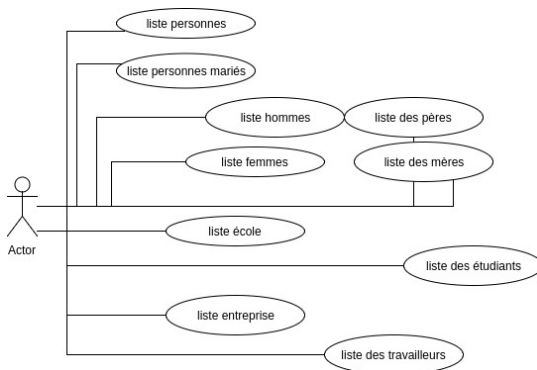 liste personnes
liste personnes mariés
liste hommes
liste des pères
liste femmes
liste des mères
liste école
Actor
liste des étudiants
liste entreprise
liste des travailleurs